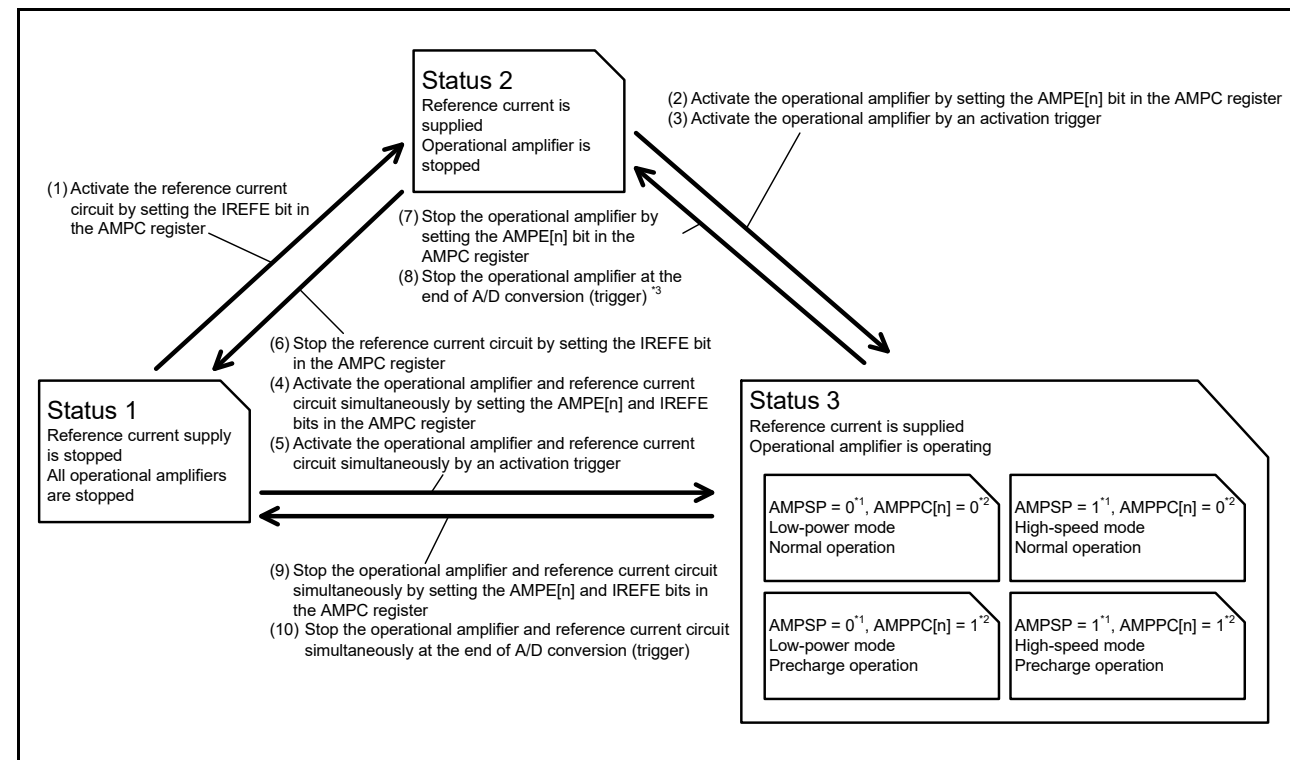 Status 2
Reference current is
supplied
Operational amplifier is
stopped
(2) Activate the operational amplifier by setting the AMPE[n] bit in the AMPC register
(3) Activate the operational amplifier by an activation trigger
(1) Activate the reference current
circuit by setting the IREFE bit in
the AMPC register
(7) Stop the operational amplifier by
setting the AMPE[n] bit in the
AMPC register
(8) Stop the operational amplifier at the
end of A/D conversion (trigger) *3
(6) Stop the reference current circuit by setting the IREFE bit
in the AMPC register
(4) Activate the operational amplifier and reference current
circuit simultaneously by setting the AMPE[n] and IREFE
bits in the AMPC register
(5) Activate the operational amplifier and reference current
circuit simultaneously by an activation trigger
Status 1
Reference current supply
is stopped
All operational amplifiers
are stopped
Status 3
Reference current is supplied
Operational amplifier is operating
AMPSP = 0*1, AMPPC[n] = 0*2
Low-power mode
Normal operation
AMPSP = 1*1, AMPPC[n] = 0*2
High-speed mode
Normal operation
AMPSP = 0*1, AMPPC[n] = 1*2
Low-power mode
Precharge operation
AMPSP = 1*1, AMPPC[n] = 1*2
High-speed mode
Precharge operation
(9) Stop the operational amplifier and reference current circuit
simultaneously by setting the AMPE[n] and IREFE bits in
the AMPC register
(10) Stop the operational amplifier and reference current circuit
simultaneously at the end of A/D conversion (trigger)